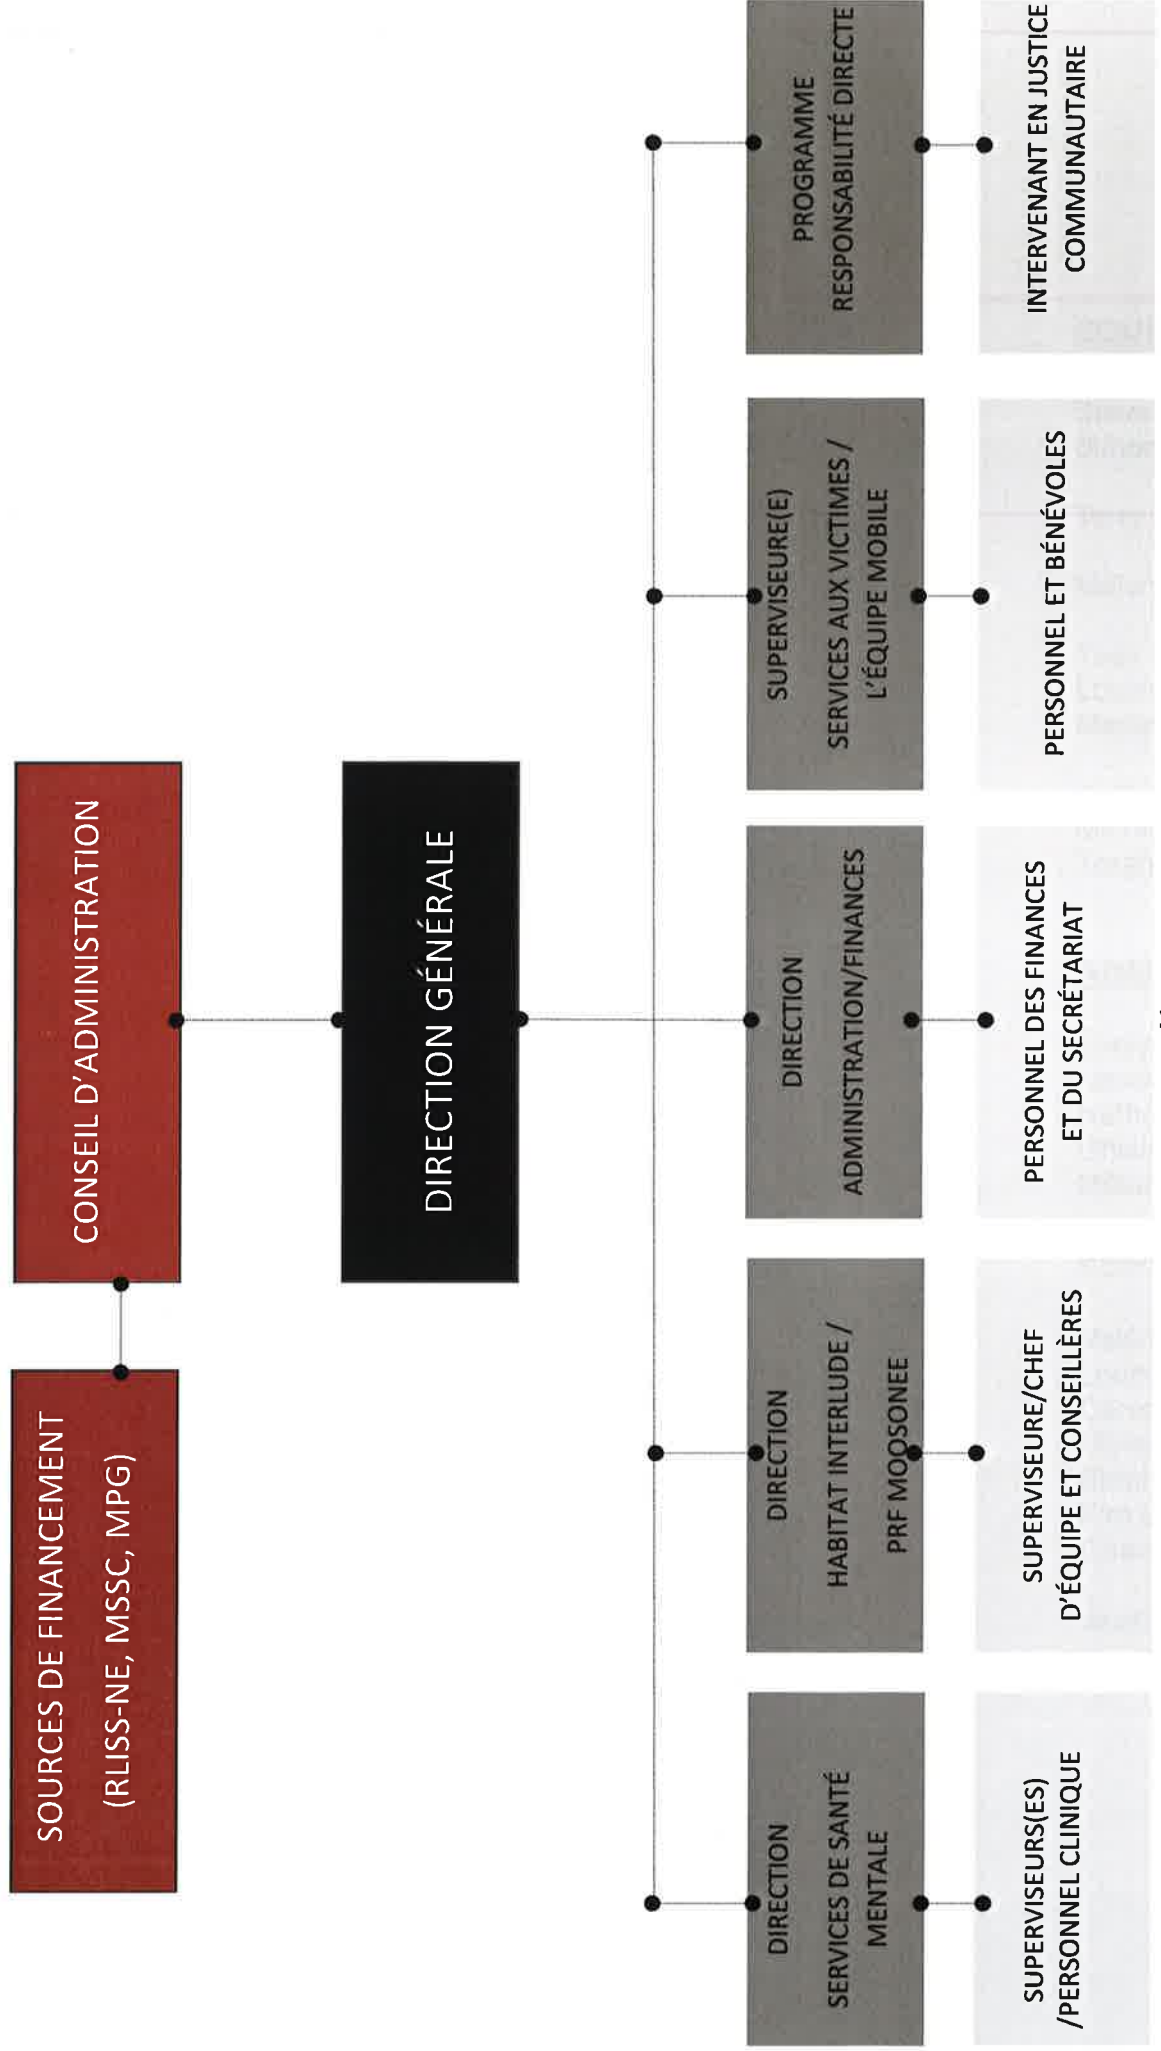 SOURCES DE FINANCEMENT
(RLISS-NE, MSSC, MPG)
CONSEIL D'ADMINISTRATION
DIRECTION GÉNÉRALE
DIRECTION
SERVICES DE SANTÉ
MENTALE
DIRECTION
HABITAT INTERLUDE /
PRF MOOSONEE
DIRECTION
ADMINISTRATION/FINANCES
SUPERVISEURE(E)
SERVICES AUX VICTIMES /
L'ÉQUIPE MOBILE
PROGRAMME
RESPONSABILITÉ DIRECTE
SUPERVISEURS(ES)
/PERSONNEL CLINIQUE
SUPERVISEURE/CHEF
D'ÉQUIPE ET CONSEILLÈRES
PERSONNEL DES FINANCES
ET DU SECRÉTARIAT
PERSONNEL ET BÉNÉVOLES
INTERVENANT EN JUSTICE
COMMUNAUTAIRE